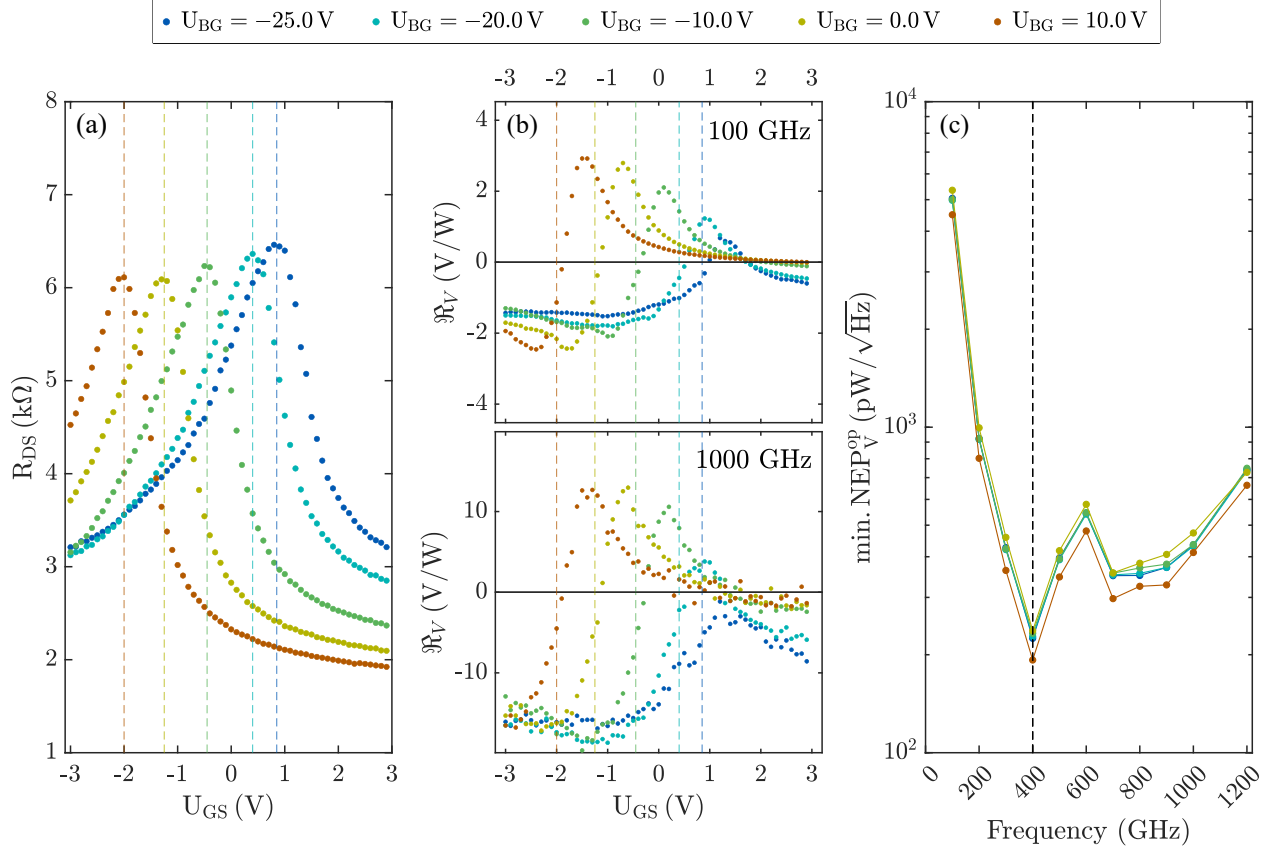 U_BG = −25.0 V U_BG = −20.0 V U_BG = −10.0 V U_BG = 0.0 V U_BG = 10.0 V
(a)
8
7
6
5
4
3
2
1
R_DS (kΩ)
-3 -2 -1 0 1 2 3
U_GS (V)
-3 -2 -1 0 1 2 3
(b)
100 GHz
4
2
0
-2
-4
ℜ_V (V/W)
1000 GHz
10
0
-10
ℜ_V (V/W)
-3 -2 -1 0 1 2 3
U_GS (V)
(c)
10^4
10^3
10^2
min. NEP_V^op (pW/√Hz)
0 200 400 600 800 1000 1200
Frequency (GHz)